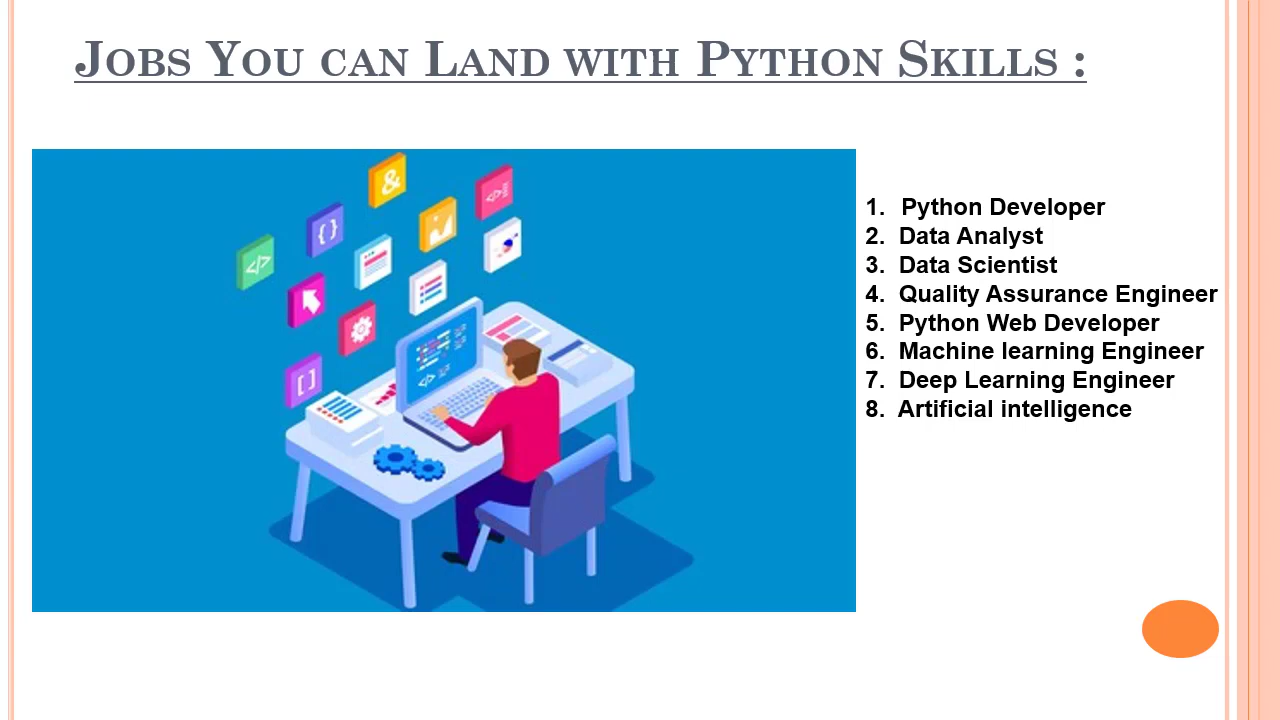 Jobs You can Land with Python Skills :
&
</>
{ }
</>
[ ]
</>
1. Python Developer
2. Data Analyst
3. Data Scientist
4. Quality Assurance Engineer
5. Python Web Developer
6. Machine learning Engineer
7. Deep Learning Engineer
8. Artificial intelligence